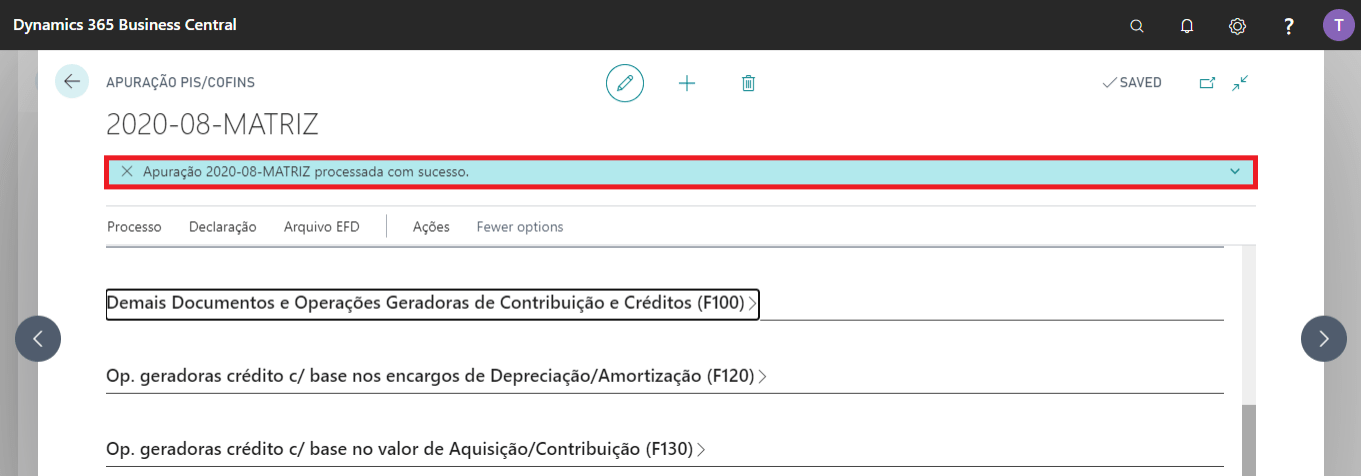 Dynamics 365 Business Central
?
T
APURAÇÃO PIS/COFINS
SAVED
2020-08-MATRIZ
Apuração 2020-08-MATRIZ processada com sucesso.
Processo Declaração Arquivo EFD Ações Fewer options
Demais Documentos e Operações Geradoras de Contribuição e Créditos (F100)
Op. geradoras crédito c/ base nos encargos de Depreciação/Amortização (F120)
Op. geradoras crédito c/ base no valor de Aquisição/Contribuição (F130)